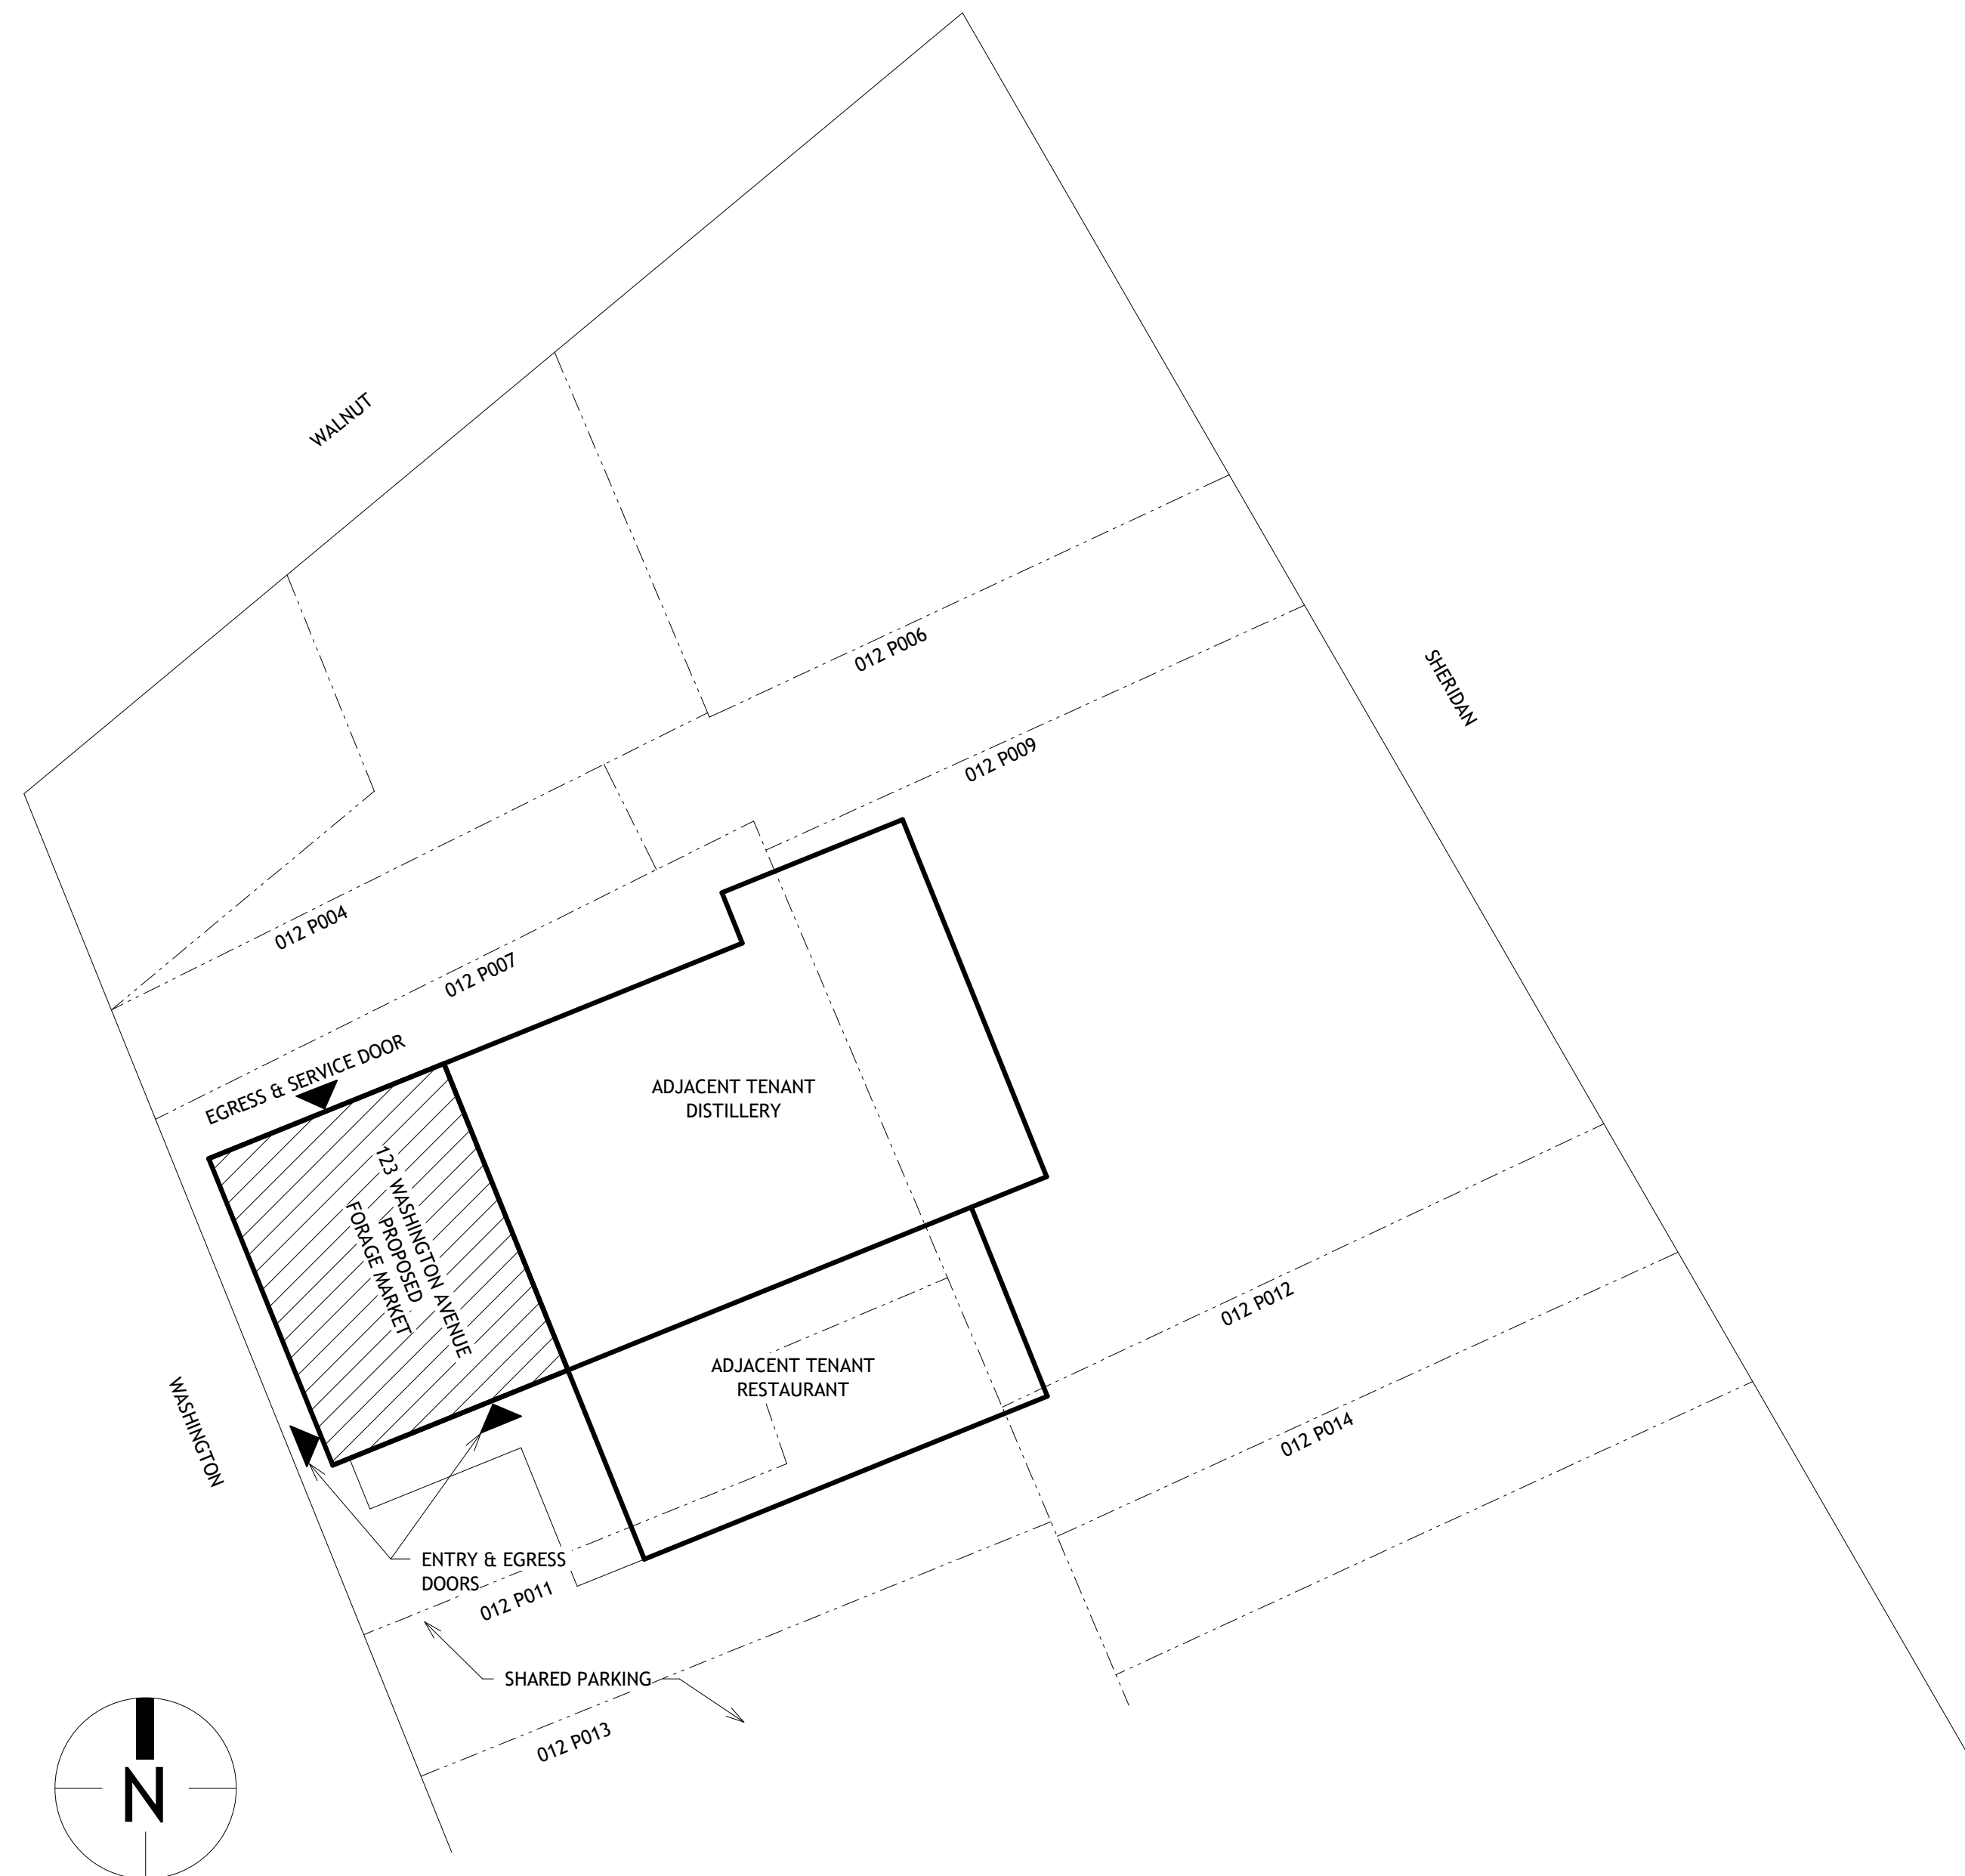 WALNUT
012 P006
SHERIDAN
012 P009
012 P004
012 P007
EGRESS & SERVICE DOOR
ADJACENT TENANT
DISTILLERY
123 WASHINGTON AVENUE
PROPOSED
FORAGE MARKET
012 P012
ADJACENT TENANT
RESTAURANT
WASHINGTON
012 P014
ENTRY & EGRESS
DOORS
012 P011
SHARED PARKING
012 P013
N